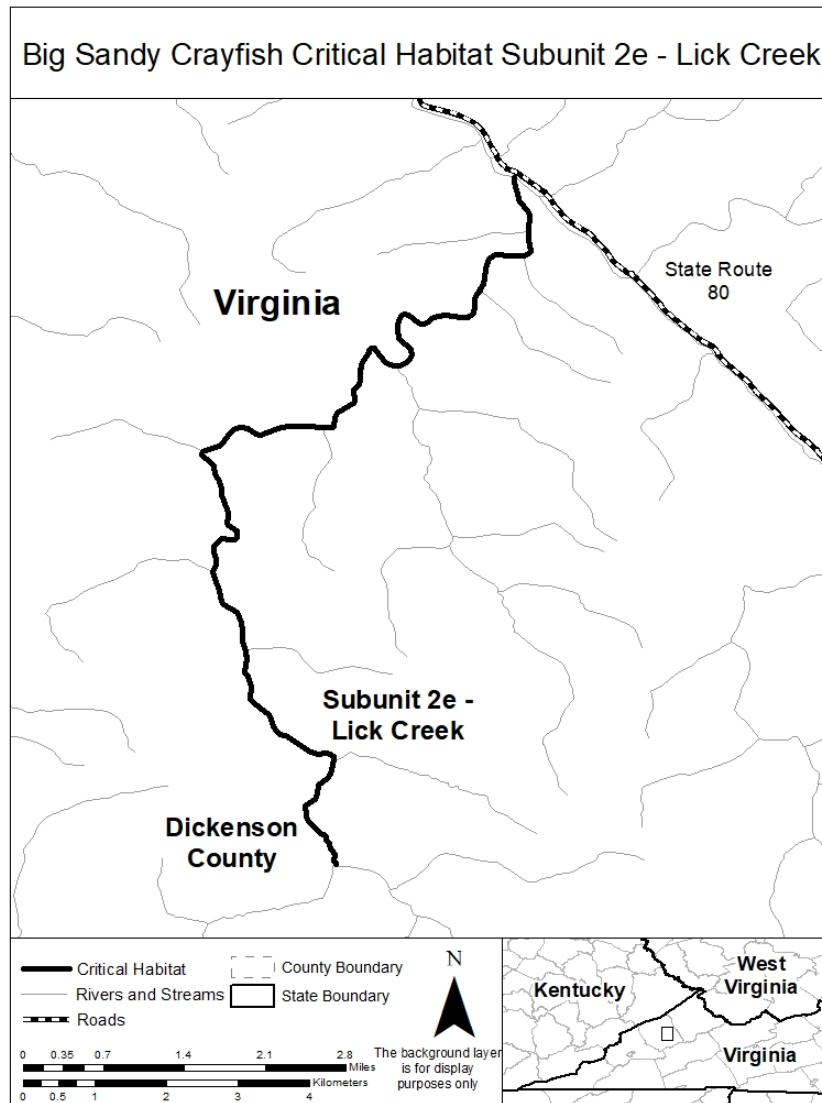 Big Sandy Crayfish Critical Habitat Subunit 2e - Lick Creek
State Route
80
Virginia
Subunit 2e -
Lick Creek
Dickenson
County
Critical Habitat
Rivers and Streams
Roads
County Boundary
State Boundary
0 0.35 0.7 1.4 2.1 2.8
Miles
Kilometers
0 0.5 1 2 3 4
N
The background layer
is for display
purposes only
Kentucky
West
Virginia
Virginia